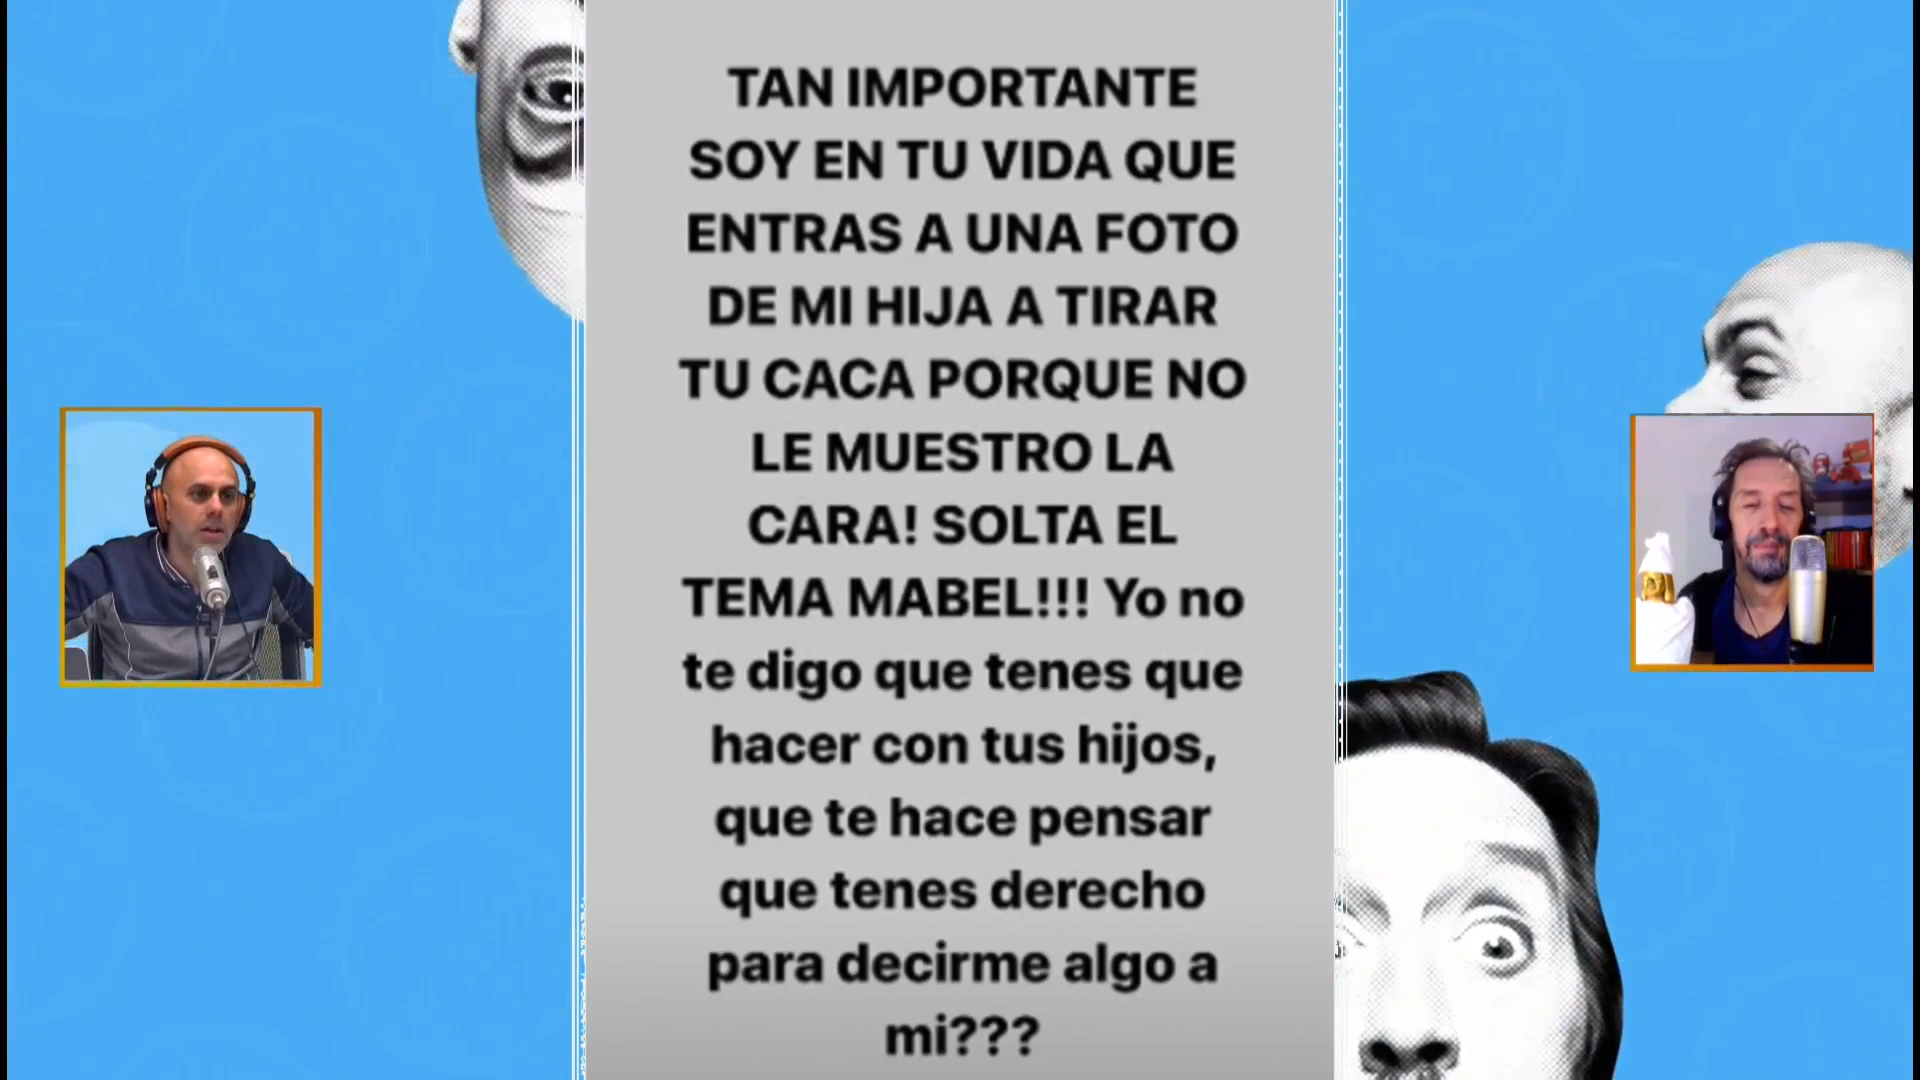 TAN IMPORTANTE
SOY EN TU VIDA QUE
ENTRAS A UNA FOTO
DE MI HIJA A TIRAR
TU CACA PORQUE NO
LE MUESTRO LA
CARA! SOLTA EL
TEMA MABEL!!! Yo no
te digo que tenes que
hacer con tus hijos,
que te hace pensar
que tenes derecho
para decirme algo a
mi???